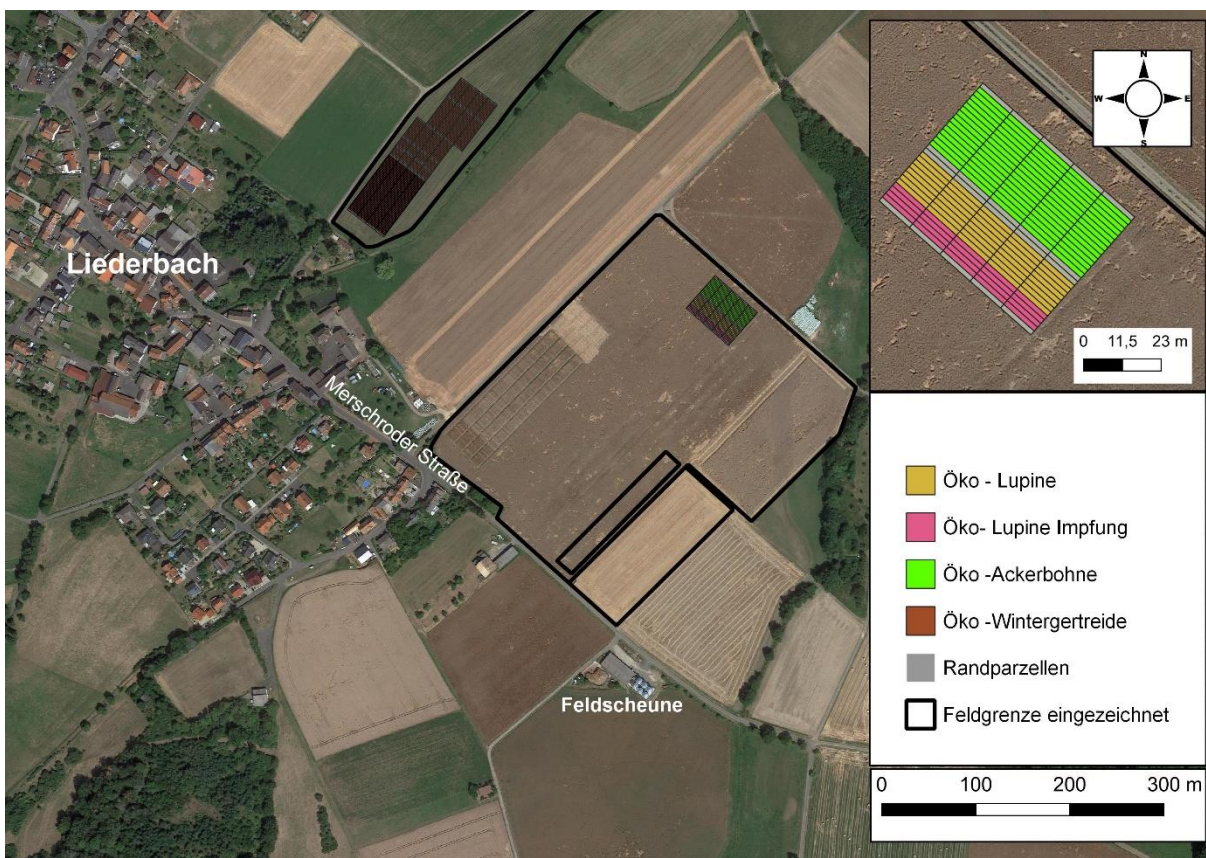 Liederbach
Merschroder Straße
Feldscheune
N
W E
S
0 11,5 23 m
Öko - Lupine
Öko- Lupine Impfung
Öko -Ackerbohne
Öko -Wintergertreide
Randparzellen
Feldgrenze eingezeichnet
0 100 200 300 m